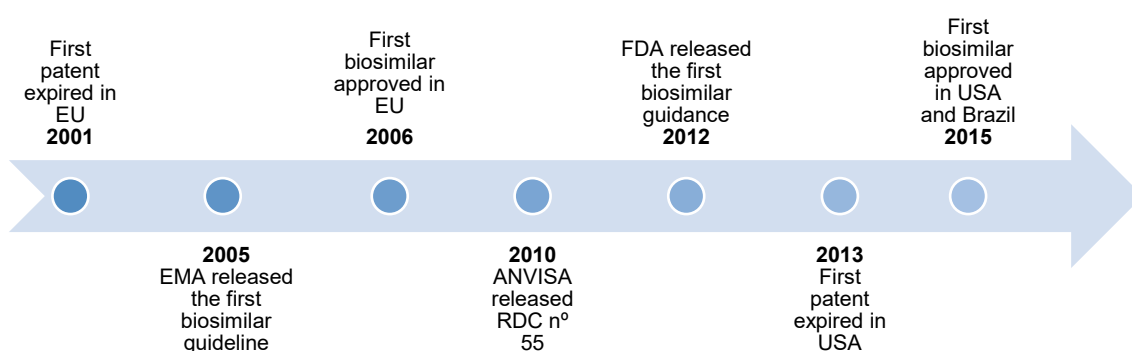 First
patent
expired in
EU
2001
2005
EMA released
the first
biosimilar
guideline
First
biosimilar
approved in
EU
2006
2010
ANVISA
released
RDC nº
55
FDA released
the first
biosimilar
guidance
2012
2013
First
patent
expired in
USA
First
biosimilar
approved
in USA
and Brazil
2015